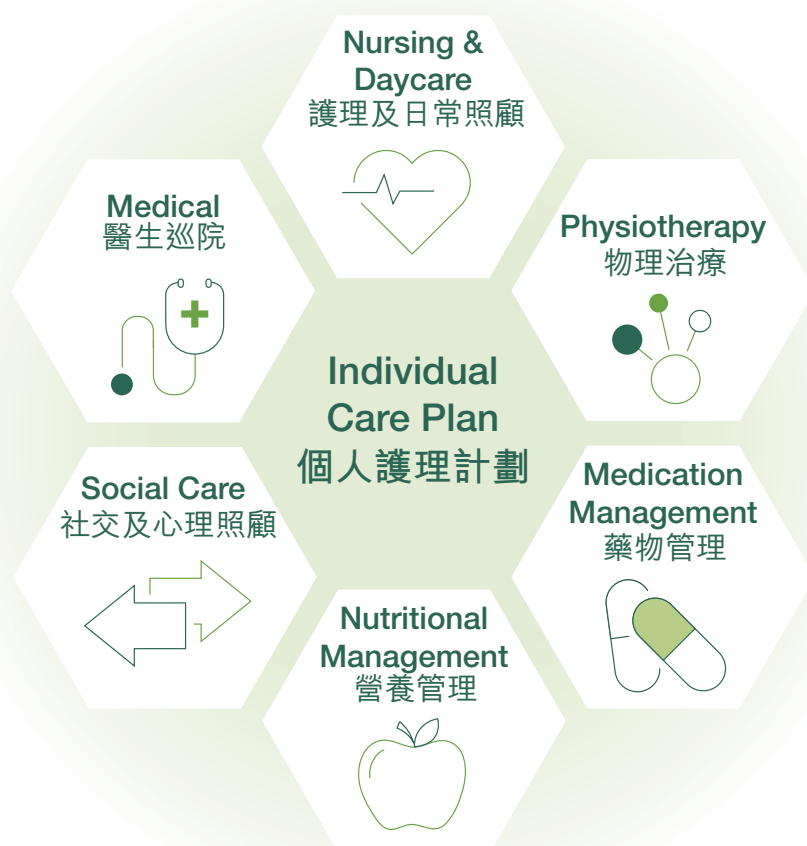 Nursing &
Daycare
護理及日常照顧
Medical
醫生巡院
Physiotherapy
物理治療
Individual
Care Plan
個人護理計劃
Social Care
社交及心理照顧
Medication
Management
藥物管理
Nutritional
Management
營養管理